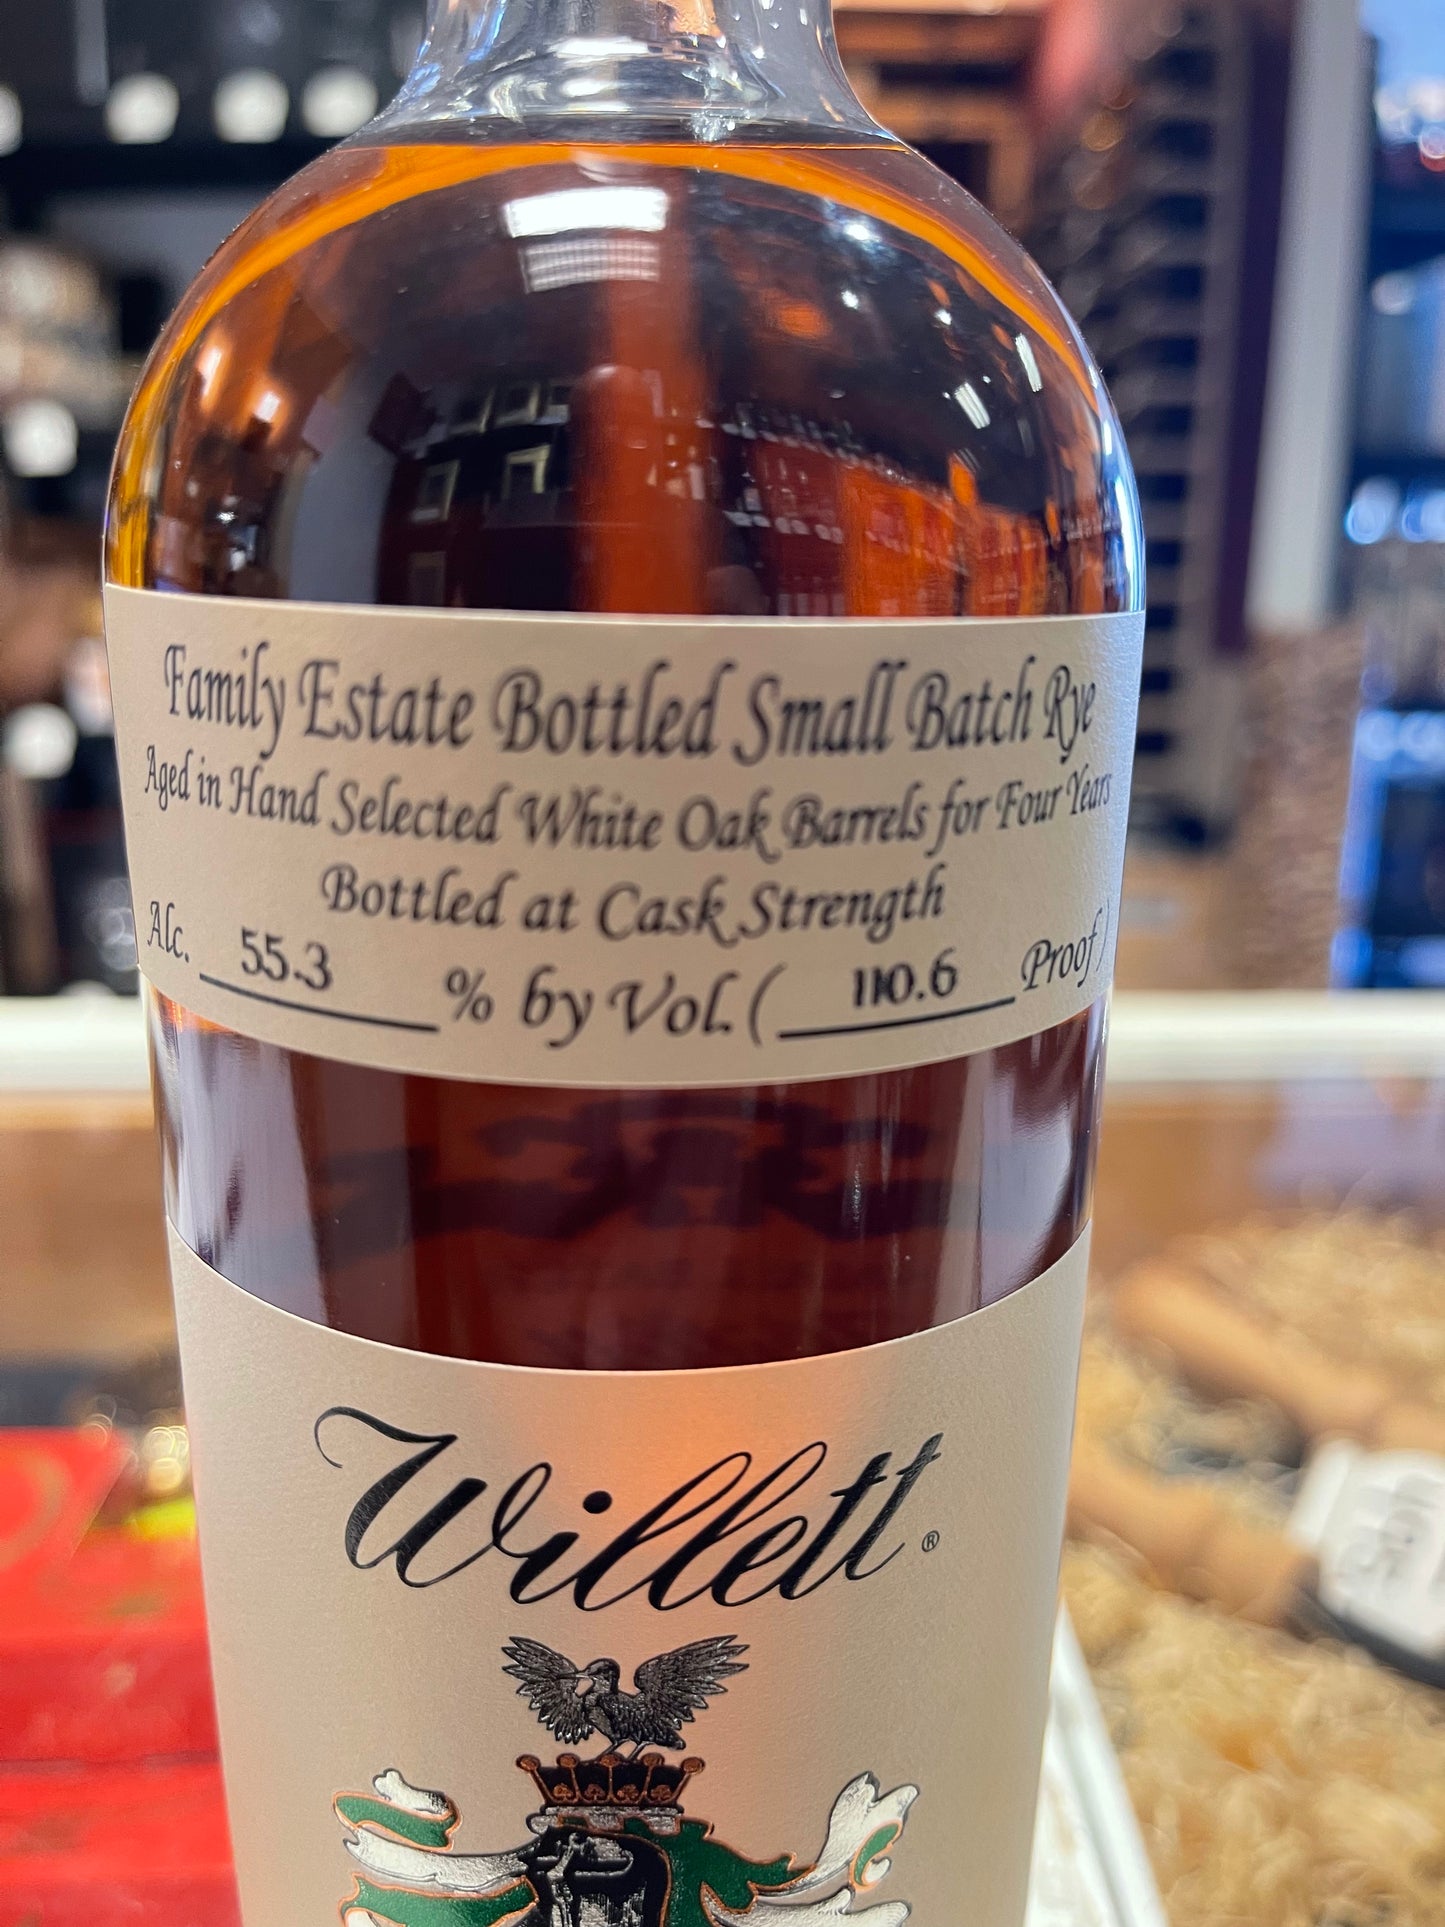 Family Estate Bottled Small Batch Rye
Aged in Hand Selected White Oak Barrels for Four Years
Bottled at Cask Strength
Alc. 55.3 % by Vol. ( 110.6 Proof )
Willett ®